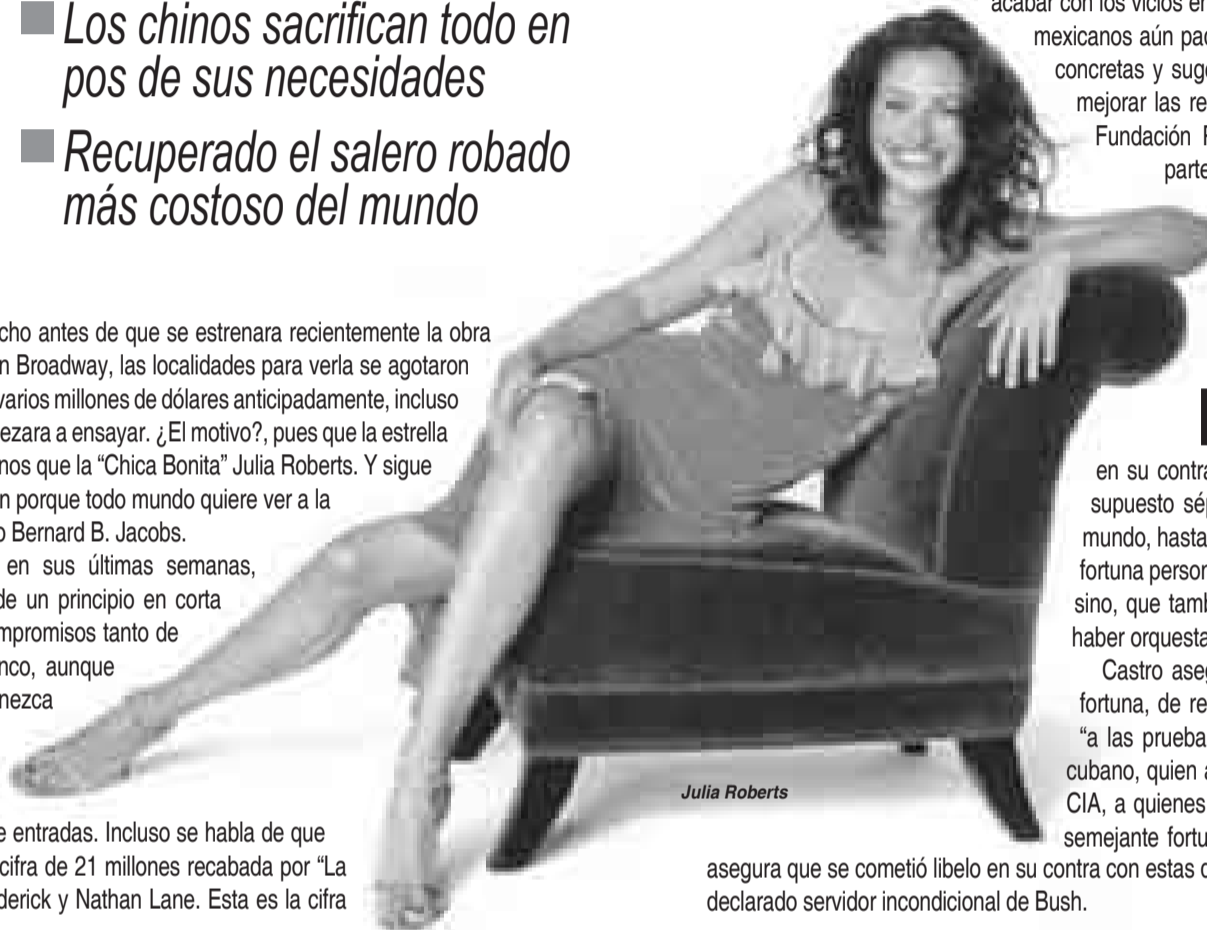 Los chinos sacrifican todo en
pos de sus necesidades
Recuperado el salero robado
más costoso del mundo
cho antes de que se estrenara recientemente la obra
n Broadway, las localidades para verla se agotaron
varios millones de dólares anticipadamente, incluso
ezara a ensayar. ¿El motivo?, pues que la estrella
nos que la “Chica Bonita” Julia Roberts. Y sigue
n porque todo mundo quiere ver a la
o Bernard B. Jacobs.
en sus últimas semanas,
de un principio en corta
mpromisos tanto de
nco, aunque
nezca
e entradas. Incluso se habla de que
cifra de 21 millones recabada por “La
derick y Nathan Lane. Esta es la cifra
Julia Roberts
acabar con los vicios en
mexicanos aún pad
concretas y suge
mejorar las re
Fundación
parte
en su contra
supuesto sép
mundo, hasta
fortuna person
sino, que tamb
haber orquesta
Castro aseg
fortuna, de re
“a las prueba
cubano, quien a
CIA, a quienes
semejante fortu
asegura que se cometió libelo en su contra con estas
declarado servidor incondicional de Bush.